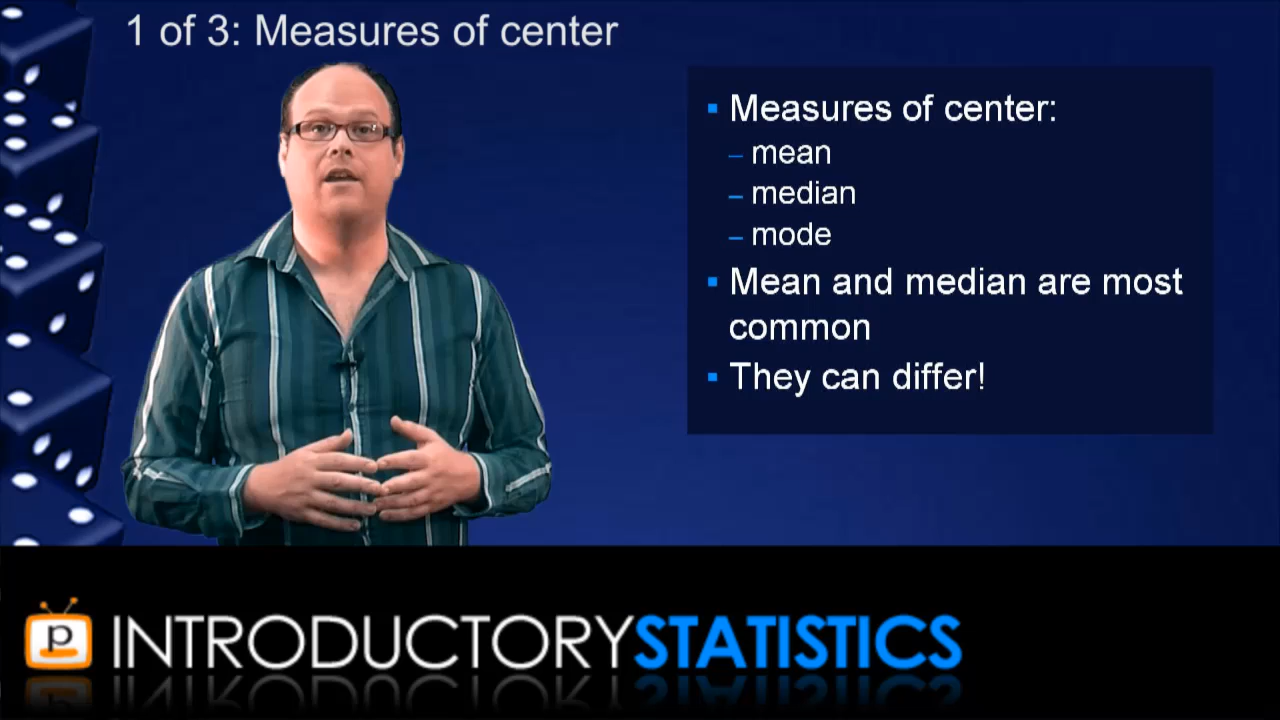 1 of 3: Measures of center
▪ Measures of center:
– mean
– median
– mode
▪ Mean and median are most
common
▪ They can differ!
p INTRODUCTORYSTATISTICS